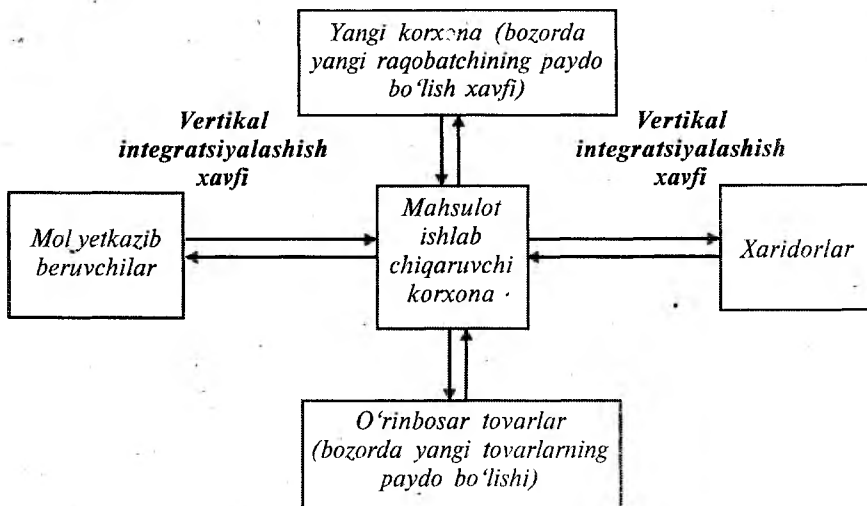 Yangi korxona (bozorda
yangi raqobatchining paydo
bo‘lish xavfi)
Vertikal
integratsiyalashish
xavfi
Vertikal
integratsiyalashish
xavfi
Mol yetkazib
beruvchilar
Mahsulot
ishlab
chiqaruvchi
korxona
Xaridorlar
O‘rinbosar tovarlar
(bozorda yangi tovarlarning
paydo bo‘lishi)